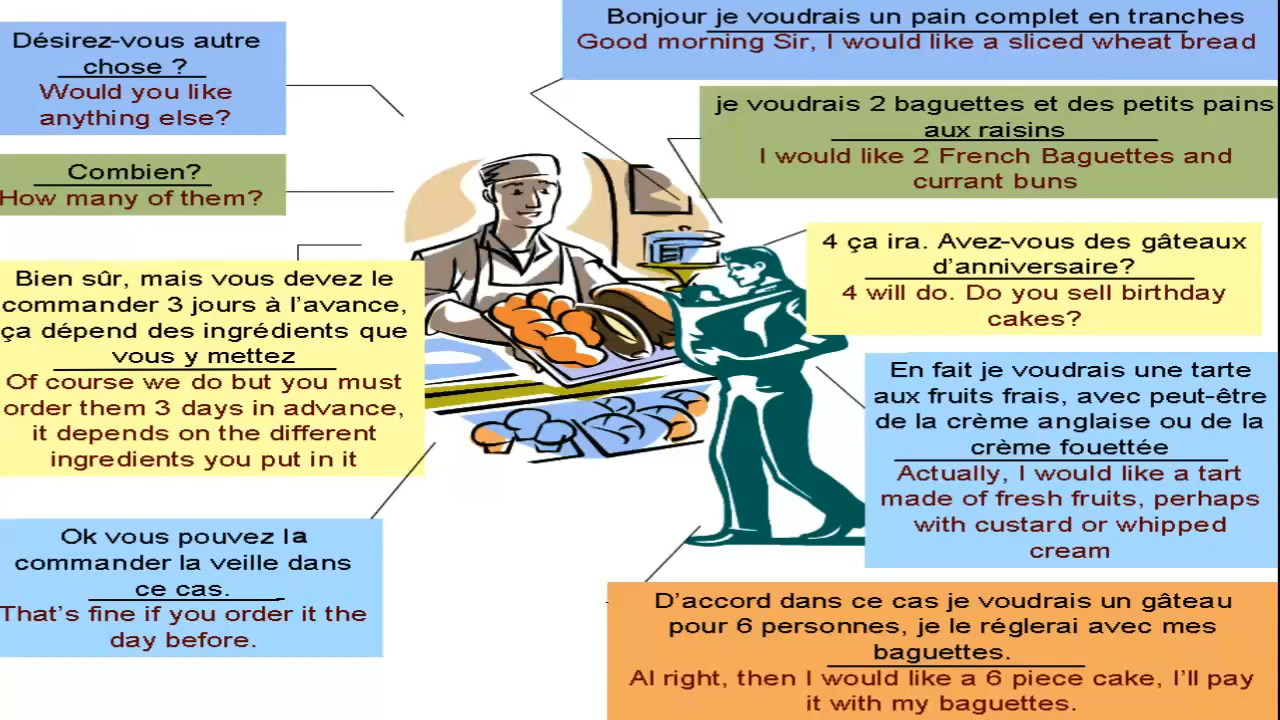 Bonjour je voudrais un pain complet en tranches
Good morning Sir, I would like a sliced wheat bread
Désirez-vous autre
chose ?
Would you like
anything else?
je voudrais 2 baguettes et des petits pains
aux raisins
I would like 2 French Baguettes and
currant buns
Combien?
How many of them?
4 ça ira. Avez-vous des gâteaux
d’anniversaire?
4 will do. Do you sell birthday
cakes?
Bien sûr, mais vous devez le
commander 3 jours à l’avance,
ça dépend des ingrédients que
vous y mettez
Of course we do but you must
order them 3 days in advance,
it depends on the different
ingredients you put in it
En fait je voudrais une tarte
aux fruits frais, avec peut-être
de la crème anglaise ou de la
crème fouettée
Actually, I would like a tart
made of fresh fruits, perhaps
with custard or whipped
cream
Ok vous pouvez la
commander la veille dans
ce cas.
That’s fine if you order it the
day before.
D’accord dans ce cas je voudrais un gâteau
pour 6 personnes, je le réglerai avec mes
baguettes.
Al right, then I would like a 6 piece cake, I’ll pay
it with my baguettes.